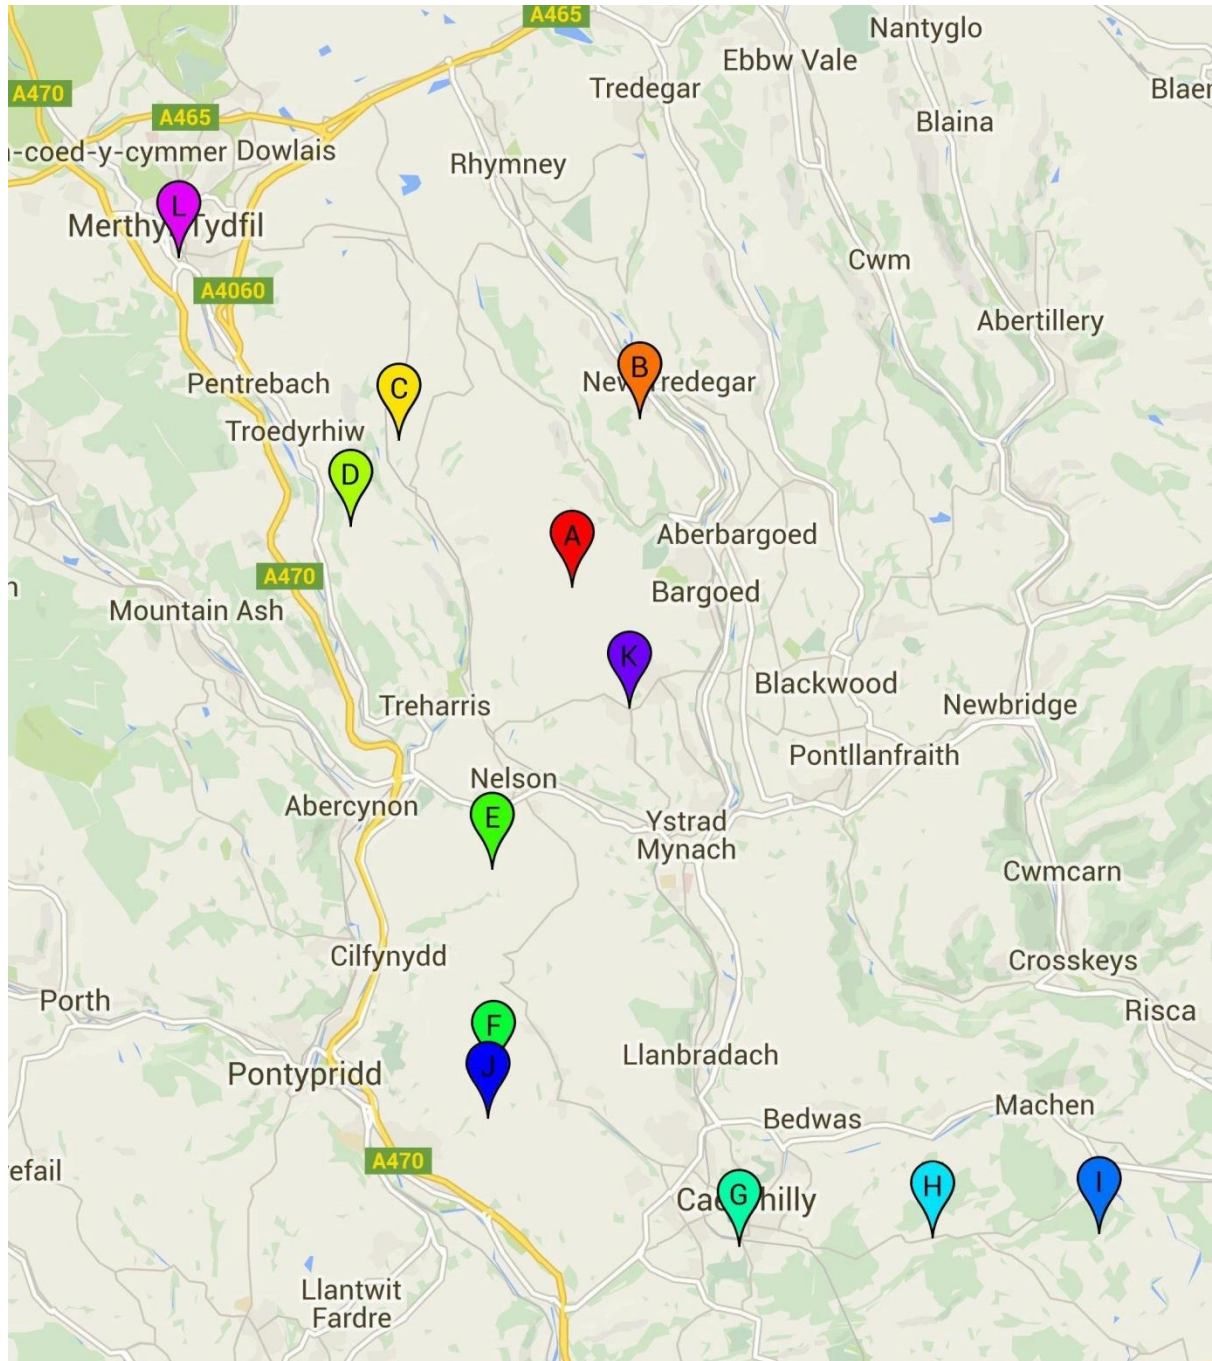 A465
Nantyglo
Ebbw Vale
Tredegar
A470
Blaer
A465
Blaina
n-coed-y-cymmer
Dowlais
Rhymney
L
Merthyr Tydfil
Cwm
A4060
Abertillery
B
New Tredegar
Pentrebach
C
Troedyrhiw
D
A
Aberbargoed
A470
n
Bargoed
Mountain Ash
K
Blackwood
Treharris
Newbridge
Pontllanfraith
Nelson
E
Abercynon
Ystrad
Mynach
Cwmcarn
Cilfynydd
Crosskeys
Porth
Risca
F
Llanbradach
J
Pontypridd
Machen
Bedwas
A470
efail
G
H
I
Caerphilly
Llantwit
Fardre